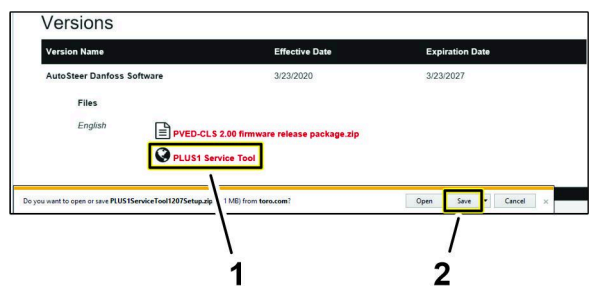 Versions
Version Name Effective Date Expiration Date
AutoSteer Danfoss Software 3/23/2020 3/23/2027
Files
English PVED-CLS 2.00 firmware release package.zip
PLUS1 Service Tool
Do you want to open or save PLUS1ServiceTool1207Setup.zip 1 MB) from toro.com? Open Save Cancel ×
1 2